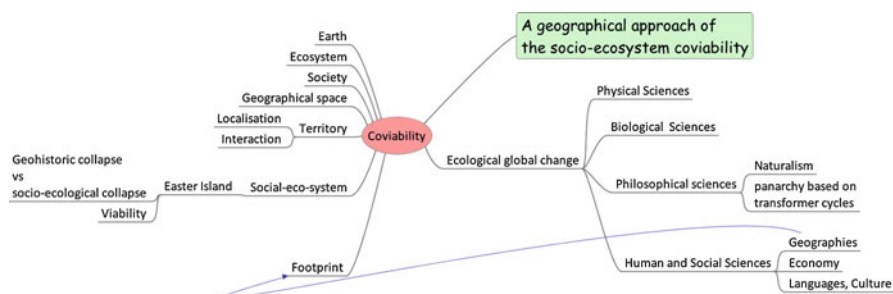 A geographical approach of
the socio-ecosystem coviability
Earth
Ecosystem
Society
Geographical space
Localisation
Interaction
Territory
Coviability
Geohistoric collapse
vs
socio-ecological collapse
Viability
Easter Island
Social-eco-system
Footprint
Ecological global change
Physical Sciences
Biological Sciences
Philosophical sciences
Naturalism
panarchy based on
transformer cycles
Human and Social Sciences
Geographies
Economy
Languages, Culture